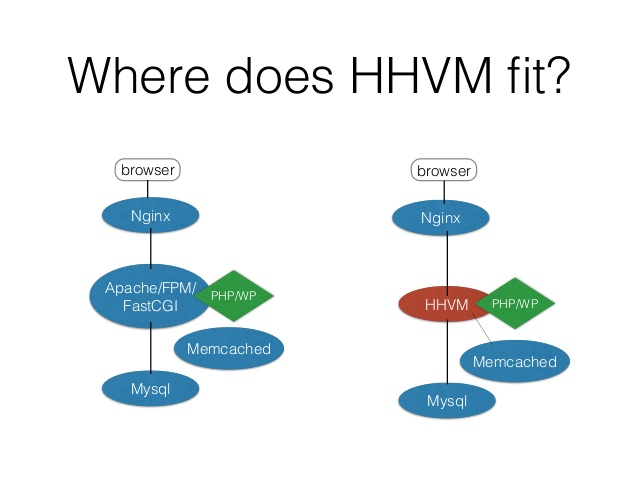 Where does HHVM fit?
browser
Nginx
Apache/FPM/
FastCGI
PHP/WP
Memcached
Mysql
browser
Nginx
HHVM
PHP/WP
Memcached
Mysql